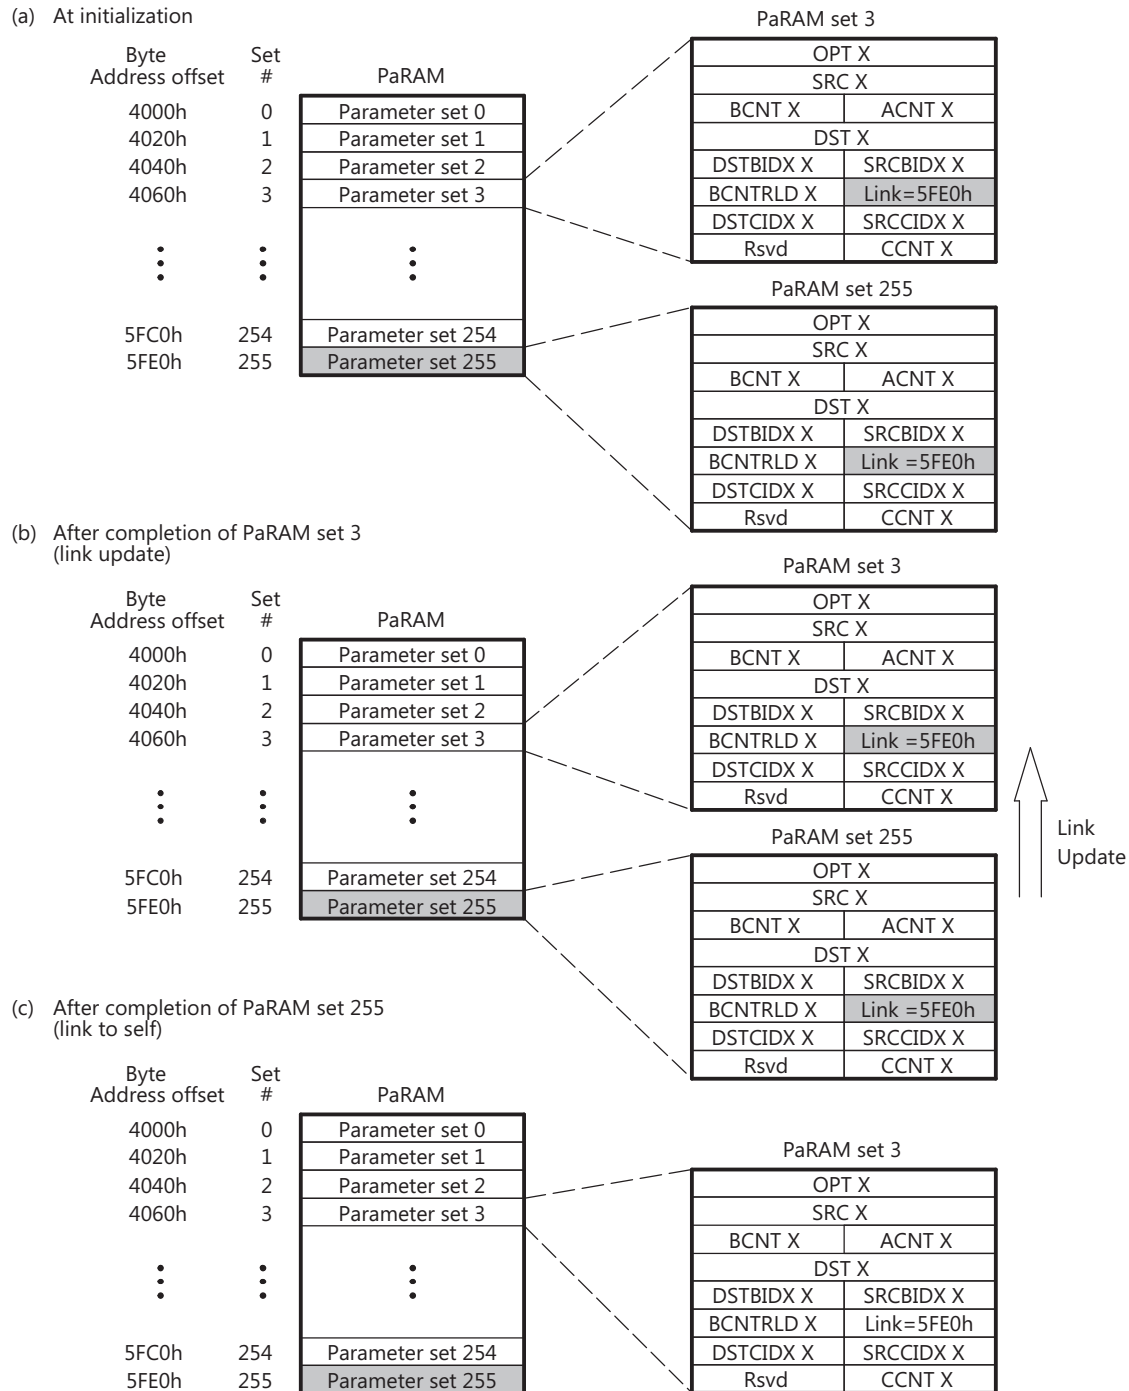 (a) At initialization
Byte Address offset Set # PaRAM
4000h 0 Parameter set 0
4020h 1 Parameter set 1
4040h 2 Parameter set 2
4060h 3 Parameter set 3
5FC0h 254 Parameter set 254
5FE0h 255 Parameter set 255
PaRAM set 3
OPT X
SRC X
BCNT X ACNT X
DST X
DSTBIDX X SRCBIDX X
BCNTRLD X Link=5FE0h
DSTCIDX X SRCCIDX X
Rsvd CCNT X
PaRAM set 255
OPT X
SRC X
BCNT X ACNT X
DST X
DSTBIDX X SRCBIDX X
BCNTRLD X Link =5FE0h
DSTCIDX X SRCCIDX X
Rsvd CCNT X
(b) After completion of PaRAM set 3
(link update)
Byte Address offset Set # PaRAM
4000h 0 Parameter set 0
4020h 1 Parameter set 1
4040h 2 Parameter set 2
4060h 3 Parameter set 3
5FC0h 254 Parameter set 254
5FE0h 255 Parameter set 255
PaRAM set 3
OPT X
SRC X
BCNT X ACNT X
DST X
DSTBIDX X SRCBIDX X
BCNTRLD X Link =5FE0h
DSTCIDX X SRCCIDX X
Rsvd CCNT X
Link
Update
PaRAM set 255
OPT X
SRC X
BCNT X ACNT X
DST X
DSTBIDX X SRCBIDX X
BCNTRLD X Link =5FE0h
DSTCIDX X SRCCIDX X
Rsvd CCNT X
(c) After completion of PaRAM set 255
(link to self)
Byte Address offset Set # PaRAM
4000h 0 Parameter set 0
4020h 1 Parameter set 1
4040h 2 Parameter set 2
4060h 3 Parameter set 3
5FC0h 254 Parameter set 254
5FE0h 255 Parameter set 255
PaRAM set 3
OPT X
SRC X
BCNT X ACNT X
DST X
DSTBIDX X SRCBIDX X
BCNTRLD X Link=5FE0h
DSTCIDX X SRCCIDX X
Rsvd CCNT X